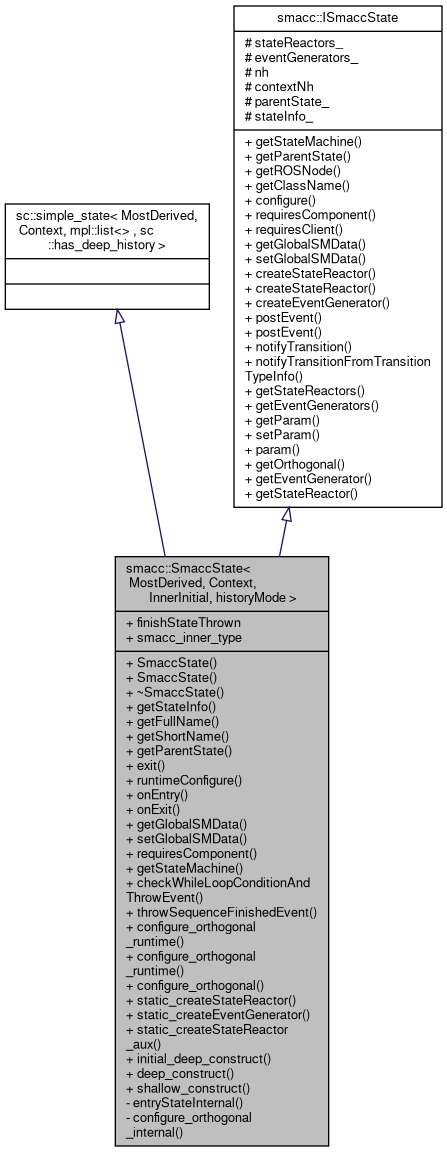 smacc::ISmaccState
# stateReactors_
# eventGenerators_
# nh
# contextNh
# parentState_
# stateInfo_
+ getStateMachine()
+ getParentState()
+ getROSNode()
+ getClassName()
+ configure()
+ requiresComponent()
+ requiresClient()
+ getGlobalSMData()
+ setGlobalSMData()
+ createStateReactor()
+ createStateReactor()
+ createEventGenerator()
+ postEvent()
+ postEvent()
+ notifyTransition()
+ notifyTransitionFromTransition
TypeInfo()
+ getStateReactors()
+ getEventGenerators()
+ getParam()
+ setParam()
+ param()
+ getOrthogonal()
+ getEventGenerator()
+ getStateReactor()
sc::simple_state< MostDerived,
Context, mpl::list<> , sc
::has_deep_history >
smacc::SmaccState<
MostDerived, Context,
InnerInitial, historyMode >
+ finishStateThrown
+ smacc_inner_type
+ SmaccState()
+ SmaccState()
+ ~SmaccState()
+ getStateInfo()
+ getFullName()
+ getShortName()
+ getParentState()
+ exit()
+ runtimeConfigure()
+ onEntry()
+ onExit()
+ getGlobalSMData()
+ setGlobalSMData()
+ requiresComponent()
+ getStateMachine()
+ checkWhileLoopConditionAnd
ThrowEvent()
+ throwSequenceFinishedEvent()
+ configure_orthogonal
_runtime()
+ configure_orthogonal
_runtime()
+ configure_orthogonal()
+ static_createStateReactor()
+ static_createEventGenerator()
+ static_createStateReactor
_aux()
+ initial_deep_construct()
+ deep_construct()
+ shallow_construct()
- entryStateInternal()
- configure_orthogonal
_internal()